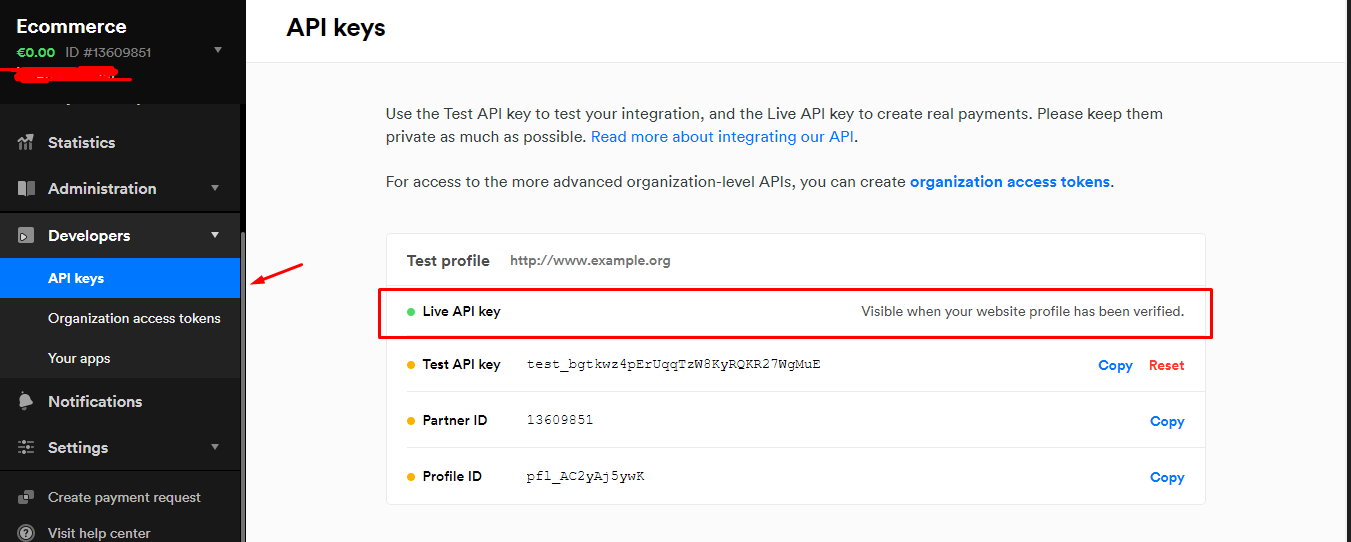 Ecommerce
€0.00 ID #13609851
Statistics
Administration
Developers
API keys
Organization access tokens
Your apps
Notifications
Settings
Create payment request
Visit help center
API keys
Use the Test API key to test your integration, and the Live API key to create real payments. Please keep them
private as much as possible. Read more about integrating our API.
For access to the more advanced organization-level APIs, you can create organization access tokens.
Test profile http://www.example.org
Live API key Visible when your website profile has been verified.
Test API key test_bgtkwz4pErUqqTzW8KyRQKR27WgMuE Copy Reset
Partner ID 13609851 Copy
Profile ID pfl_AC2yAj5ywK Copy